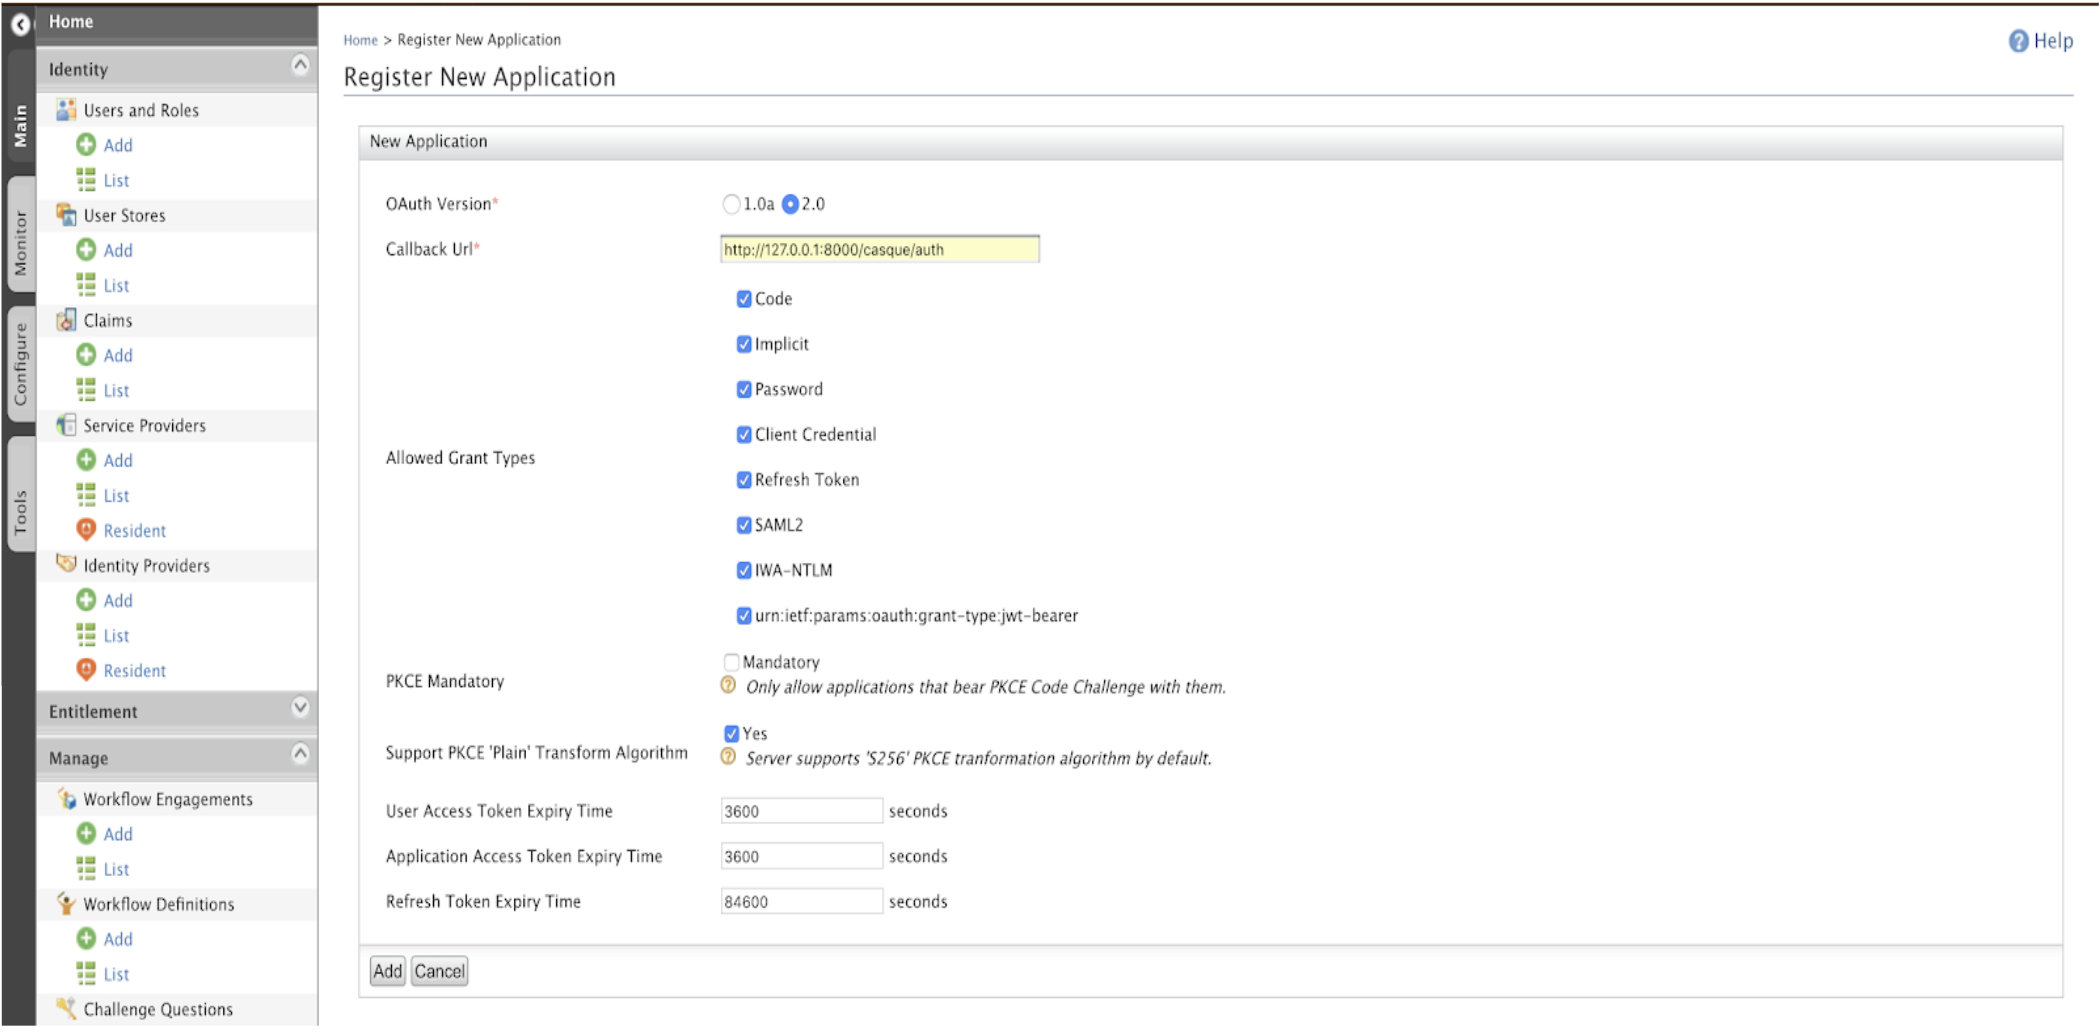 Home
Identity
Users and Roles
Add
List
User Stores
Add
List
Claims
Add
List
Service Providers
Add
List
Resident
Identity Providers
Add
List
Resident
Entitlement
Manage
Workflow Engagements
Add
List
Workflow Definitions
Add
List
Challenge Questions
Main
Monitor
Configure
Tools
Home > Register New Application
Help
Register New Application
New Application
OAuth Version* 1.0a 2.0
Callback Url* http://127.0.0.1:8000/casque/auth
Allowed Grant Types
Code
Implicit
Password
Client Credential
Refresh Token
SAML2
IWA-NTLM
urn:ietf:params:oauth:grant-type:jwt-bearer
PKCE Mandatory
Mandatory
Only allow applications that bear PKCE Code Challenge with them.
Support PKCE 'Plain' Transform Algorithm
Yes
Server supports 'S256' PKCE tranformation algorithm by default.
User Access Token Expiry Time 3600 seconds
Application Access Token Expiry Time 3600 seconds
Refresh Token Expiry Time 84600 seconds
Add Cancel